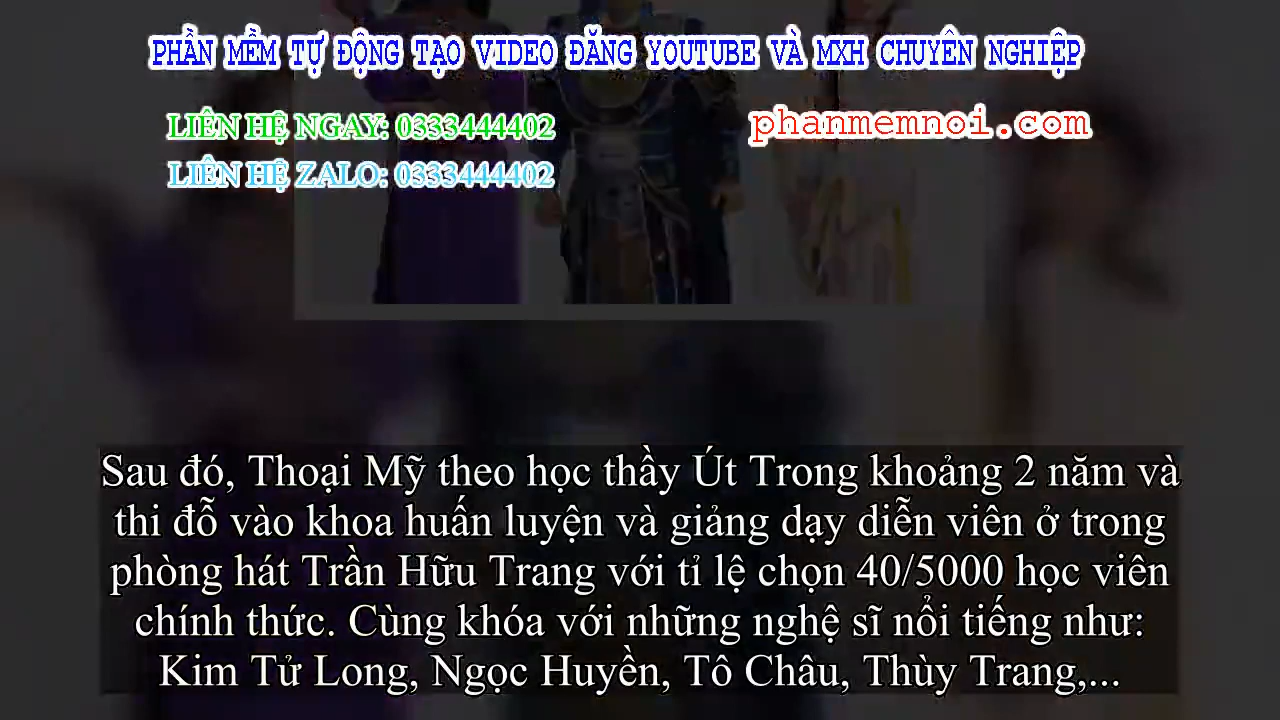 PHẦN MỀM TỰ ĐỘNG TẠO VIDEO ĐĂNG YOUTUBE VÀ MXH CHUYÊN NGHIỆP
LIÊN HỆ NGAY: 0333444402
phanmemnoi.com
LIÊN HỆ ZALO: 0333444402
Sau đó, Thoại Mỹ theo học thầy Út Trong khoảng 2 năm và
thi đỗ vào khoa huấn luyện và giảng dạy diễn viên ở trong
phòng hát Trần Hữu Trang với tỉ lệ chọn 40/5000 học viên
chính thức. Cùng khóa với những nghệ sĩ nổi tiếng như:
Kim Tử Long, Ngọc Huyền, Tô Châu, Thùy Trang,...